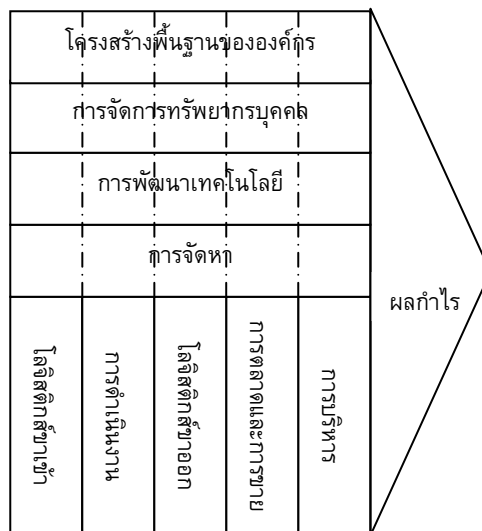 โครงสร้างพื้นฐานขององค์กร
การจัดการทรัพยากรบุคคล
การพัฒนาเทคโนโลยี
การจัดหา
ผลกำไร
โลจิสติกส์ขาเข้า
การดำเนินงาน
โลจิสติกส์ขาออก
การตลาดและการขาย
การบริหาร